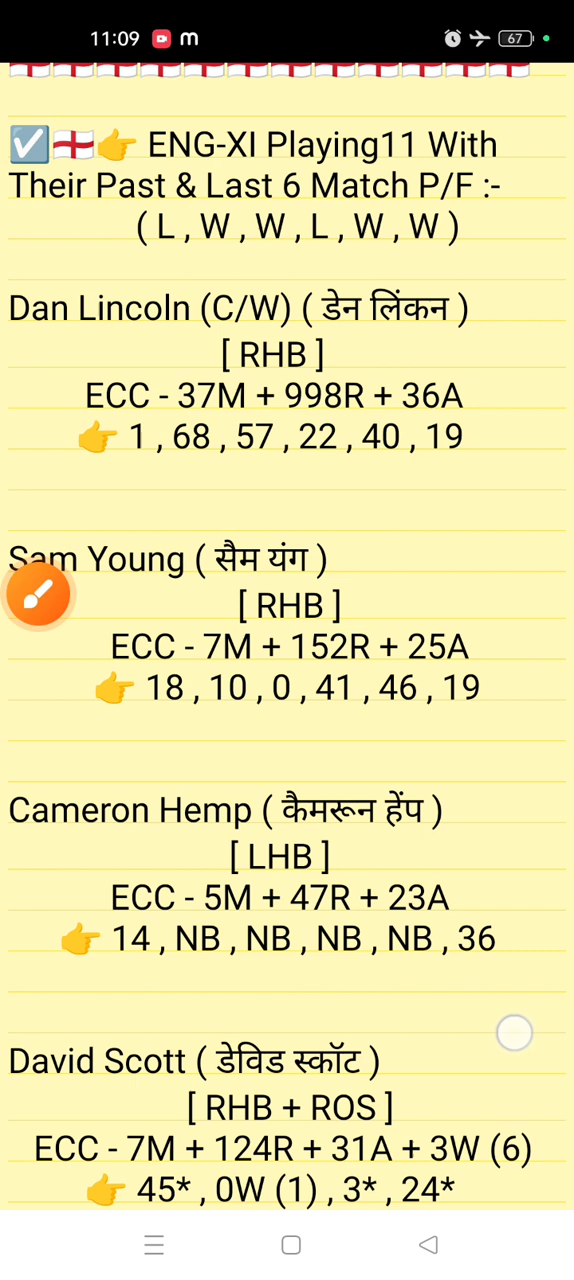 11:09 m 67
☑️🏴󠁧󠁢󠁥󠁮󠁧󠁿👉 ENG-XI Playing11 With
Their Past & Last 6 Match P/F :-
( L , W , W , L , W , W )
Dan Lincoln (C/W) ( डेन लिंकन )
[ RHB ]
ECC - 37M + 998R + 36A
👉 1 , 68 , 57 , 22 , 40 , 19
Sam Young ( सैम यंग )
[ RHB ]
ECC - 7M + 152R + 25A
👉 18 , 10 , 0 , 41 , 46 , 19
Cameron Hemp ( कैमरून हेंप )
[ LHB ]
ECC - 5M + 47R + 23A
👉 14 , NB , NB , NB , NB , 36
David Scott ( डेविड स्कॉट )
[ RHB + ROS ]
ECC - 7M + 124R + 31A + 3W (6)
👉 45* , 0W (1) , 3* , 24*